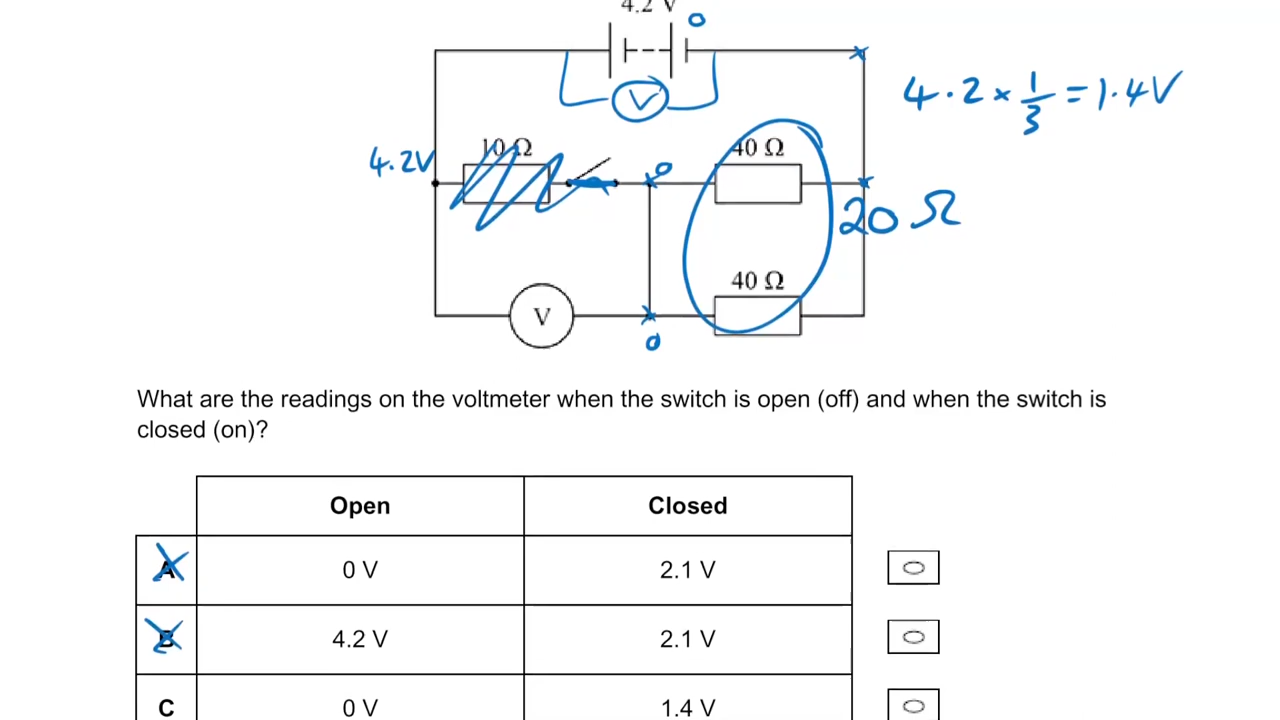 4.2 V
0
V
4.2 × 1/3 = 1.4V
4.2V
10 Ω
0
40 Ω
20 Ω
40 Ω
V
0
What are the readings on the voltmeter when the switch is open (off) and when the switch is
closed (on)?
Open Closed
A 0 V 2.1 V
B 4.2 V 2.1 V
C 0 V 1.4 V